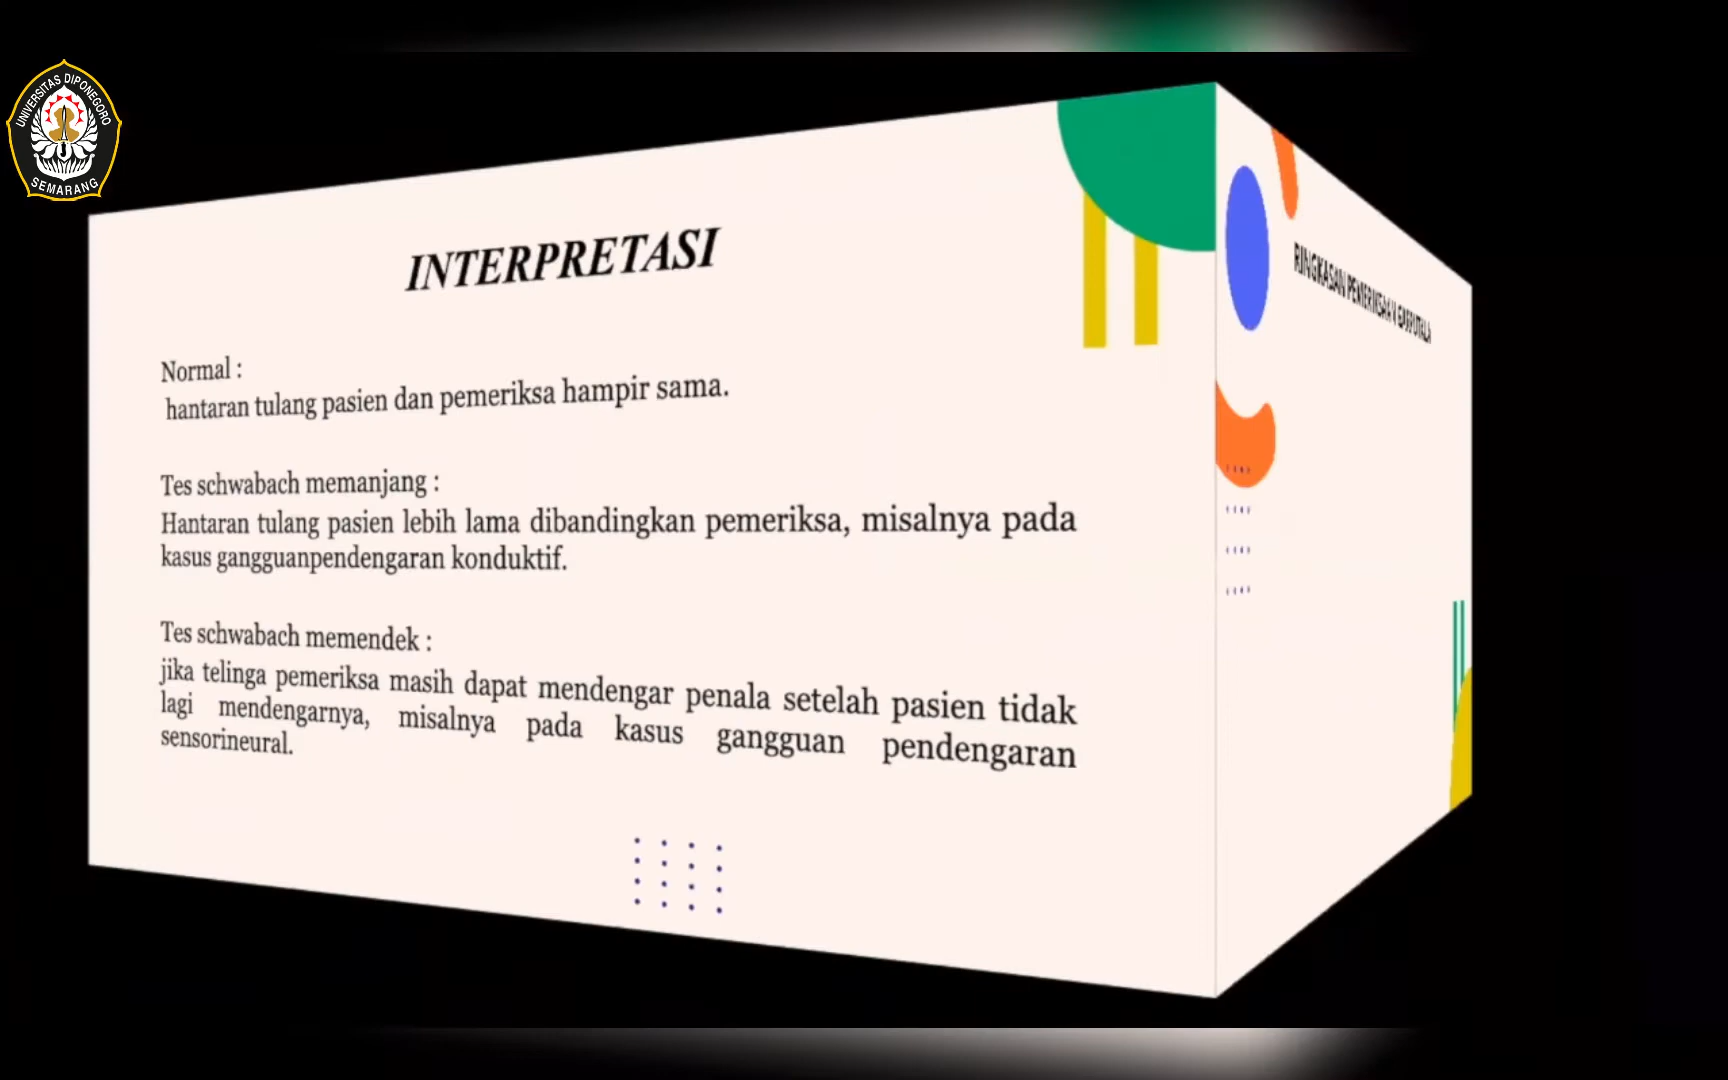 UNIVERSITAS DIPONEGORO
SEMARANG
INTERPRETASI
Normal :
hantaran tulang pasien dan pemeriksa hampir sama.
Tes schwabach memanjang :
Hantaran tulang pasien lebih lama dibandingkan pemeriksa, misalnya pada
kasus gangguanpendengaran konduktif.
Tes schwabach memendek :
jika telinga pemeriksa masih dapat mendengar penala setelah pasien tidak
lagi mendengarnya, misalnya pada kasus gangguan pendengaran
sensorineural.
RINGKASAN PEMERIKSAAN